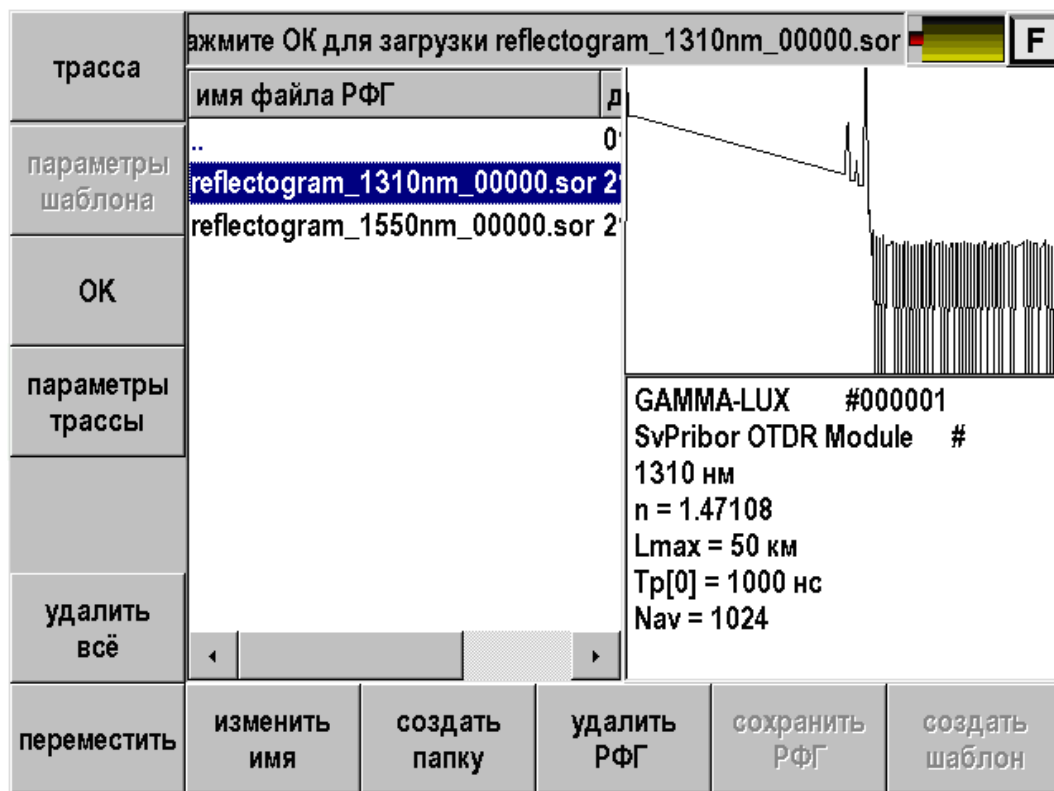 трасса
ажмите ОК для загрузки reflectogram_1310nm_00000.sor
F
имя файла РФГ
д
параметры
шаблона
..
0
reflectogram_1310nm_00000.sor 2
reflectogram_1550nm_00000.sor 2
ОК
параметры
трассы
GAMMA-LUX #000001
SvPribor OTDR Module #
1310 нм
n = 1.47108
Lmax = 50 км
Tp[0] = 1000 нс
Nav = 1024
удалить
всё
переместить
изменить
имя
создать
папку
удалить
РФГ
сохранить
РФГ
создать
шаблон